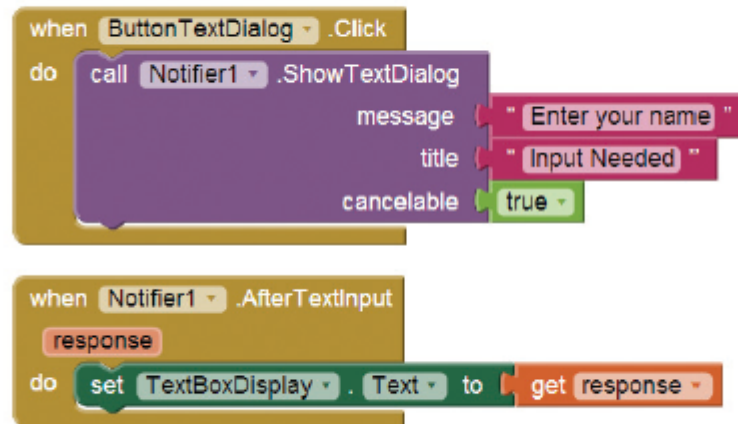 when ButtonTextDialog .Click
do call Notifier1 .ShowTextDialog
message " Enter your name "
title " Input Needed "
cancelable true
when Notifier1 .AfterTextInput
response
do set TextBoxDisplay . Text to get response